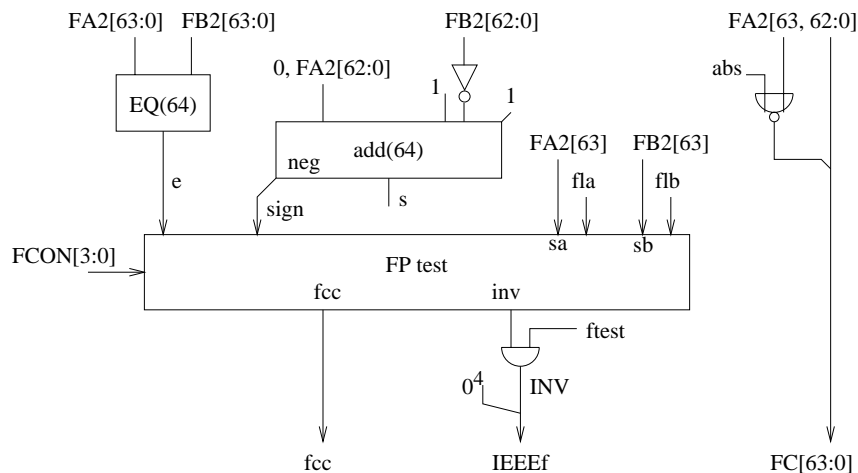 FA2[63:0] FB2[63:0] FB2[62:0] FA2[63, 62:0]
0, FA2[62:0] abs
1 1
EQ(64)
add(64) FA2[63] FB2[63]
neg
e s fla flb
sign
sa sb
FCON[3:0] FP test
fcc inv
ftest
0^4 INV
fcc IEEEf FC[63:0]